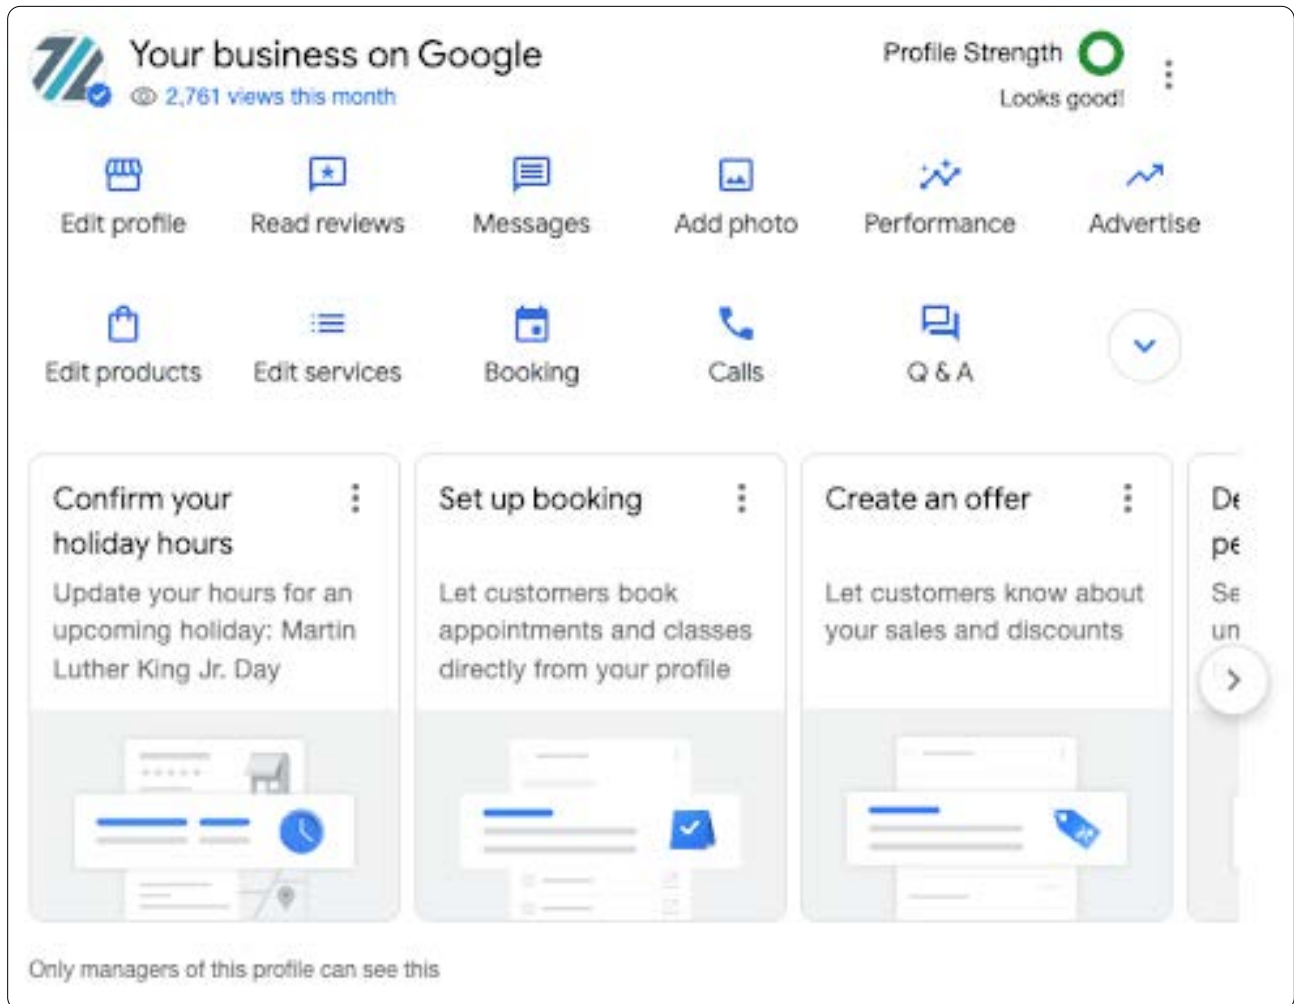 Your business on Google
2,761 views this month
Profile Strength
Looks good!
Edit profile
Read reviews
Messages
Add photo
Performance
Advertise
Edit products
Edit services
Booking
Calls
Q & A
Confirm your
holiday hours
Update your hours for an
upcoming holiday: Martin
Luther King Jr. Day
Set up booking
Let customers book
appointments and classes
directly from your profile
Create an offer
Let customers know about
your sales and discounts
Only managers of this profile can see this